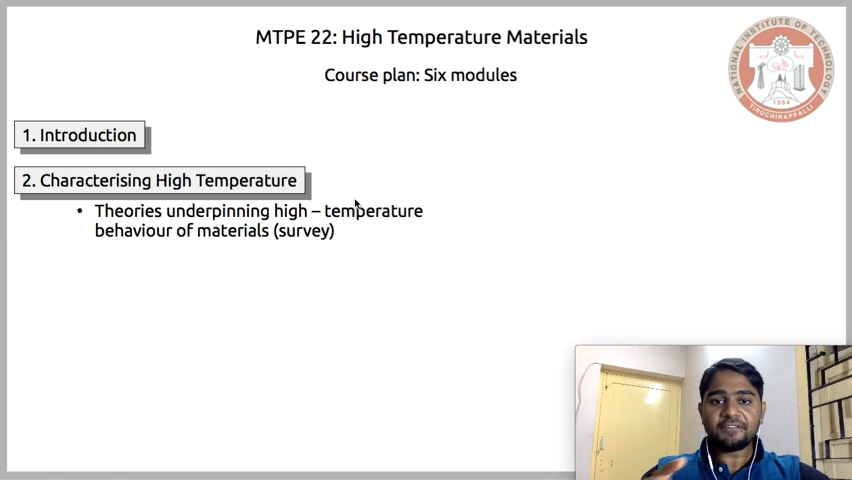 MTPE 22: High Temperature Materials
Course plan: Six modules
NATIONAL INSTITUTE OF TECHNOLOGY
TIRUCHIRAPPALLI
1964
1. Introduction
2. Characterising High Temperature
• Theories underpinning high – temperature
behaviour of materials (survey)